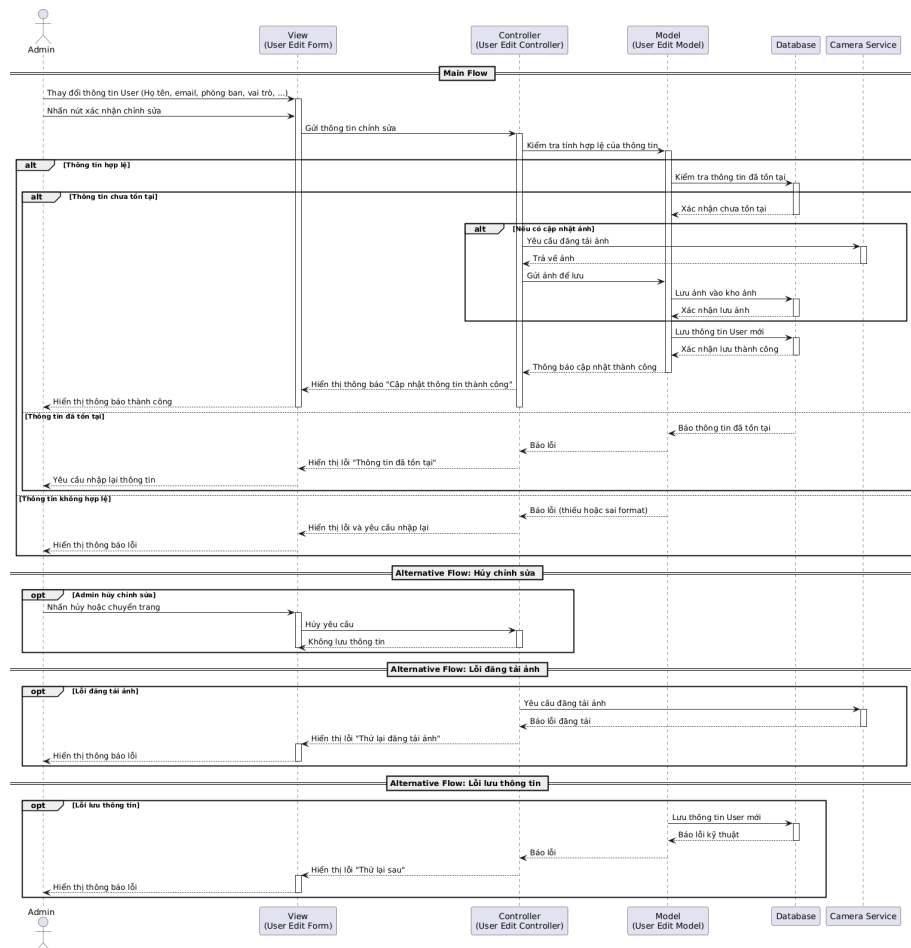 Admin
View
(User Edit Form)
Controller
(User Edit Controller)
Model
(User Edit Model)
Database
Camera Service
Main Flow
Thay đổi thông tin User (Họ tên, email, phòng ban, vai trò, ...)
Nhấn nút xác nhận chỉnh sửa
Gửi thông tin chỉnh sửa
Kiểm tra tính hợp lệ của thông tin
alt [Thông tin hợp lệ]
Kiểm tra thông tin đã tồn tại
alt [Thông tin chưa tồn tại]
Xác nhận chưa tồn tại
alt [Nếu có cập nhật ảnh]
Yêu cầu đăng tải ảnh
Trả về ảnh
Gửi ảnh để lưu
Lưu ảnh vào kho ảnh
Xác nhận lưu ảnh
Lưu thông tin User mới
Xác nhận lưu thành công
Thông báo cập nhật thành công
Hiển thị thông báo "Cập nhật thông tin thành công"
Hiển thị thông báo thành công
[Thông tin đã tồn tại]
Báo thông tin đã tồn tại
Báo lỗi
Hiển thị lỗi "Thông tin đã tồn tại"
Yêu cầu nhập lại thông tin
[Thông tin không hợp lệ]
Báo lỗi (thiếu hoặc sai format)
Hiển thị lỗi và yêu cầu nhập lại
Hiển thị thông báo lỗi
Alternative Flow: Hủy chỉnh sửa
opt [Admin hủy chỉnh sửa]
Nhấn hủy hoặc chuyển trang
Hủy yêu cầu
Không lưu thông tin
Alternative Flow: Lỗi đăng tải ảnh
opt [Lỗi đăng tải ảnh]
Yêu cầu đăng tải ảnh
Báo lỗi đăng tải
Hiển thị lỗi "Thử lại đăng tải ảnh"
Hiển thị thông báo lỗi
Alternative Flow: Lỗi lưu thông tin
opt [Lỗi lưu thông tin]
Lưu thông tin User mới
Báo lỗi kỹ thuật
Báo lỗi
Hiển thị lỗi "Thử lại sau"
Hiển thị thông báo lỗi
Admin
View
(User Edit Form)
Controller
(User Edit Controller)
Model
(User Edit Model)
Database
Camera Service